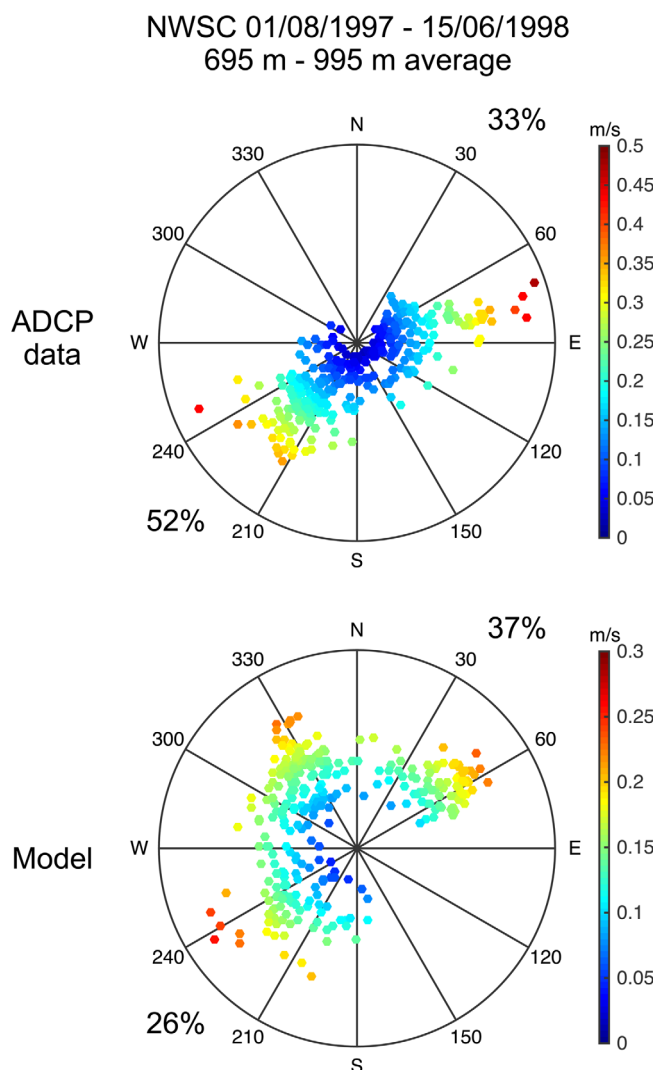 NWSC 01/08/1997 - 15/06/1998
695 m - 995 m average
33%
m/s
N
330
30
300
60
ADCP
data
W
E
240
120
52%
210
150
S
0.5
0.45
0.4
0.35
0.3
0.25
0.2
0.15
0.1
0.05
0
37%
m/s
N
330
30
300
60
Model
W
E
240
120
26%
210
150
S
0.3
0.25
0.2
0.15
0.1
0.05
0